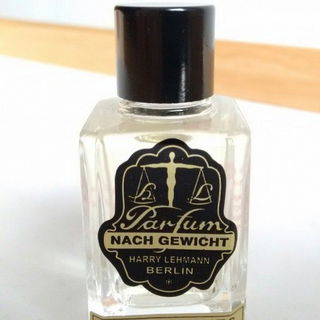 h L
Parfum
NACH GEWICHT
HARRY LEHMANN
BERLIN